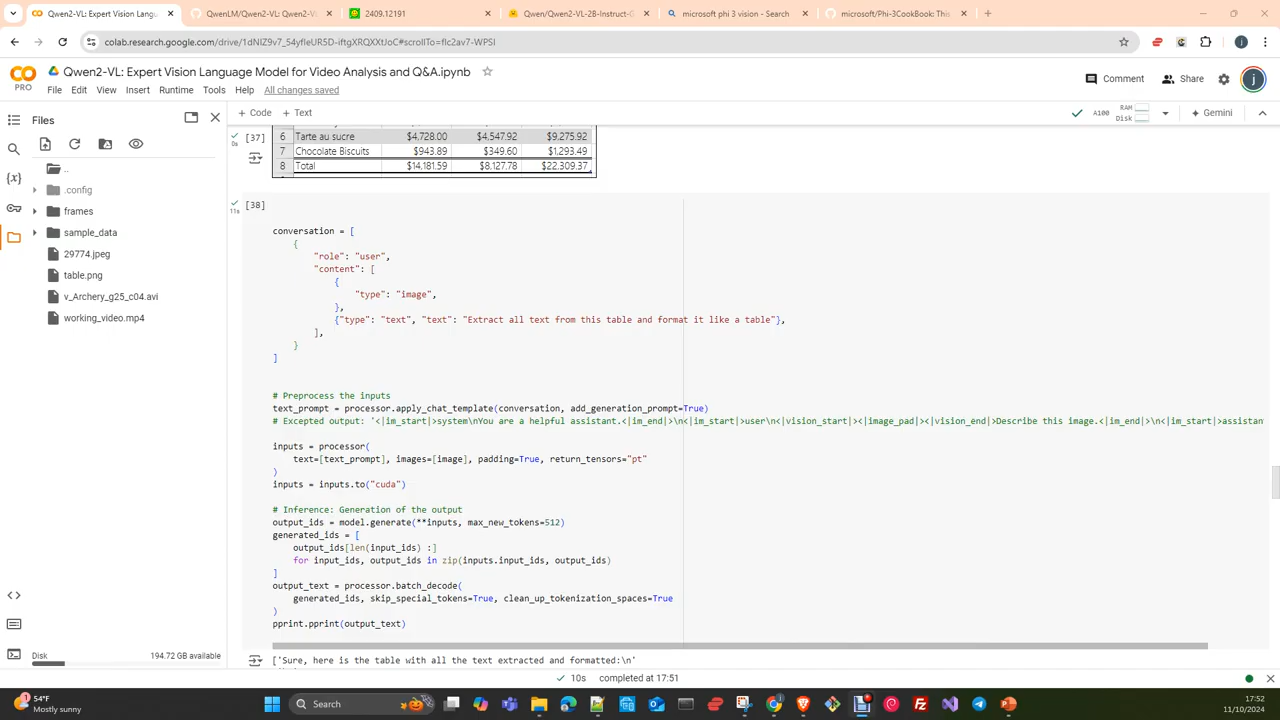 Qwen2-VL: Expert Vision Langua
QwenLM/Qwen2-VL: Qwen2-VL
2409.12191
Qwen/Qwen2-VL-2B-Instruct-G
microsoft phi 3 vision - Search
microsoft/Phi-3CookBook: This
colab.research.google.com/drive/1dNIZ9v7_54yfleUR5D-iftgXRQXXtJoC#scrollTo=flc2av7-WPSI
PRO
Qwen2-VL: Expert Vision Language Model for Video Analysis and Q&A.ipynb
Comment
Share
File Edit View Insert Runtime Tools Help All changes saved
Files
+ Code + Text
A100
RAM
Disk
Gemini
..
.config
frames
sample_data
29774.jpeg
table.png
v_Archery_g25_c04.avi
working_video.mp4
Disk
194.72 GB available
[37]
0s
6 Tarte au sucre $4.728.00 $4.547.92 $9.275.92
7 Chocolate Biscuits $943.89 $349.60 $1.293.49
8 Total $14.181.59 $8.127.78 $22.309.37
[38]
11s
conversation = [
{
"role": "user",
"content": [
{
"type": "image",
},
{"type": "text", "text": "Extract all text from this table and format it like a table"},
],
}
]
# Preprocess the inputs
text_prompt = processor.apply_chat_template(conversation, add_generation_prompt=True)
# Excepted output: '<|im_start|>system\nYou are a helpful assistant.<|im_end|>\n<|im_start|>user\n<|vision_start|><|image_pad|><|vision_end|>Describe this image.<|im_end|>\n<|im_start|>assistan
inputs = processor(
text=[text_prompt], images=[image], padding=True, return_tensors="pt"
)
inputs = inputs.to("cuda")
# Inference: Generation of the output
output_ids = model.generate(**inputs, max_new_tokens=512)
generated_ids = [
output_ids[len(input_ids) :]
for input_ids, output_ids in zip(inputs.input_ids, output_ids)
]
output_text = processor.batch_decode(
generated_ids, skip_special_tokens=True, clean_up_tokenization_spaces=True
)
pprint.pprint(output_text)
['Sure, here is the table with all the text extracted and formatted:\n'
10s completed at 17:51
54°F
Mostly sunny
Search
17:52
11/10/2024